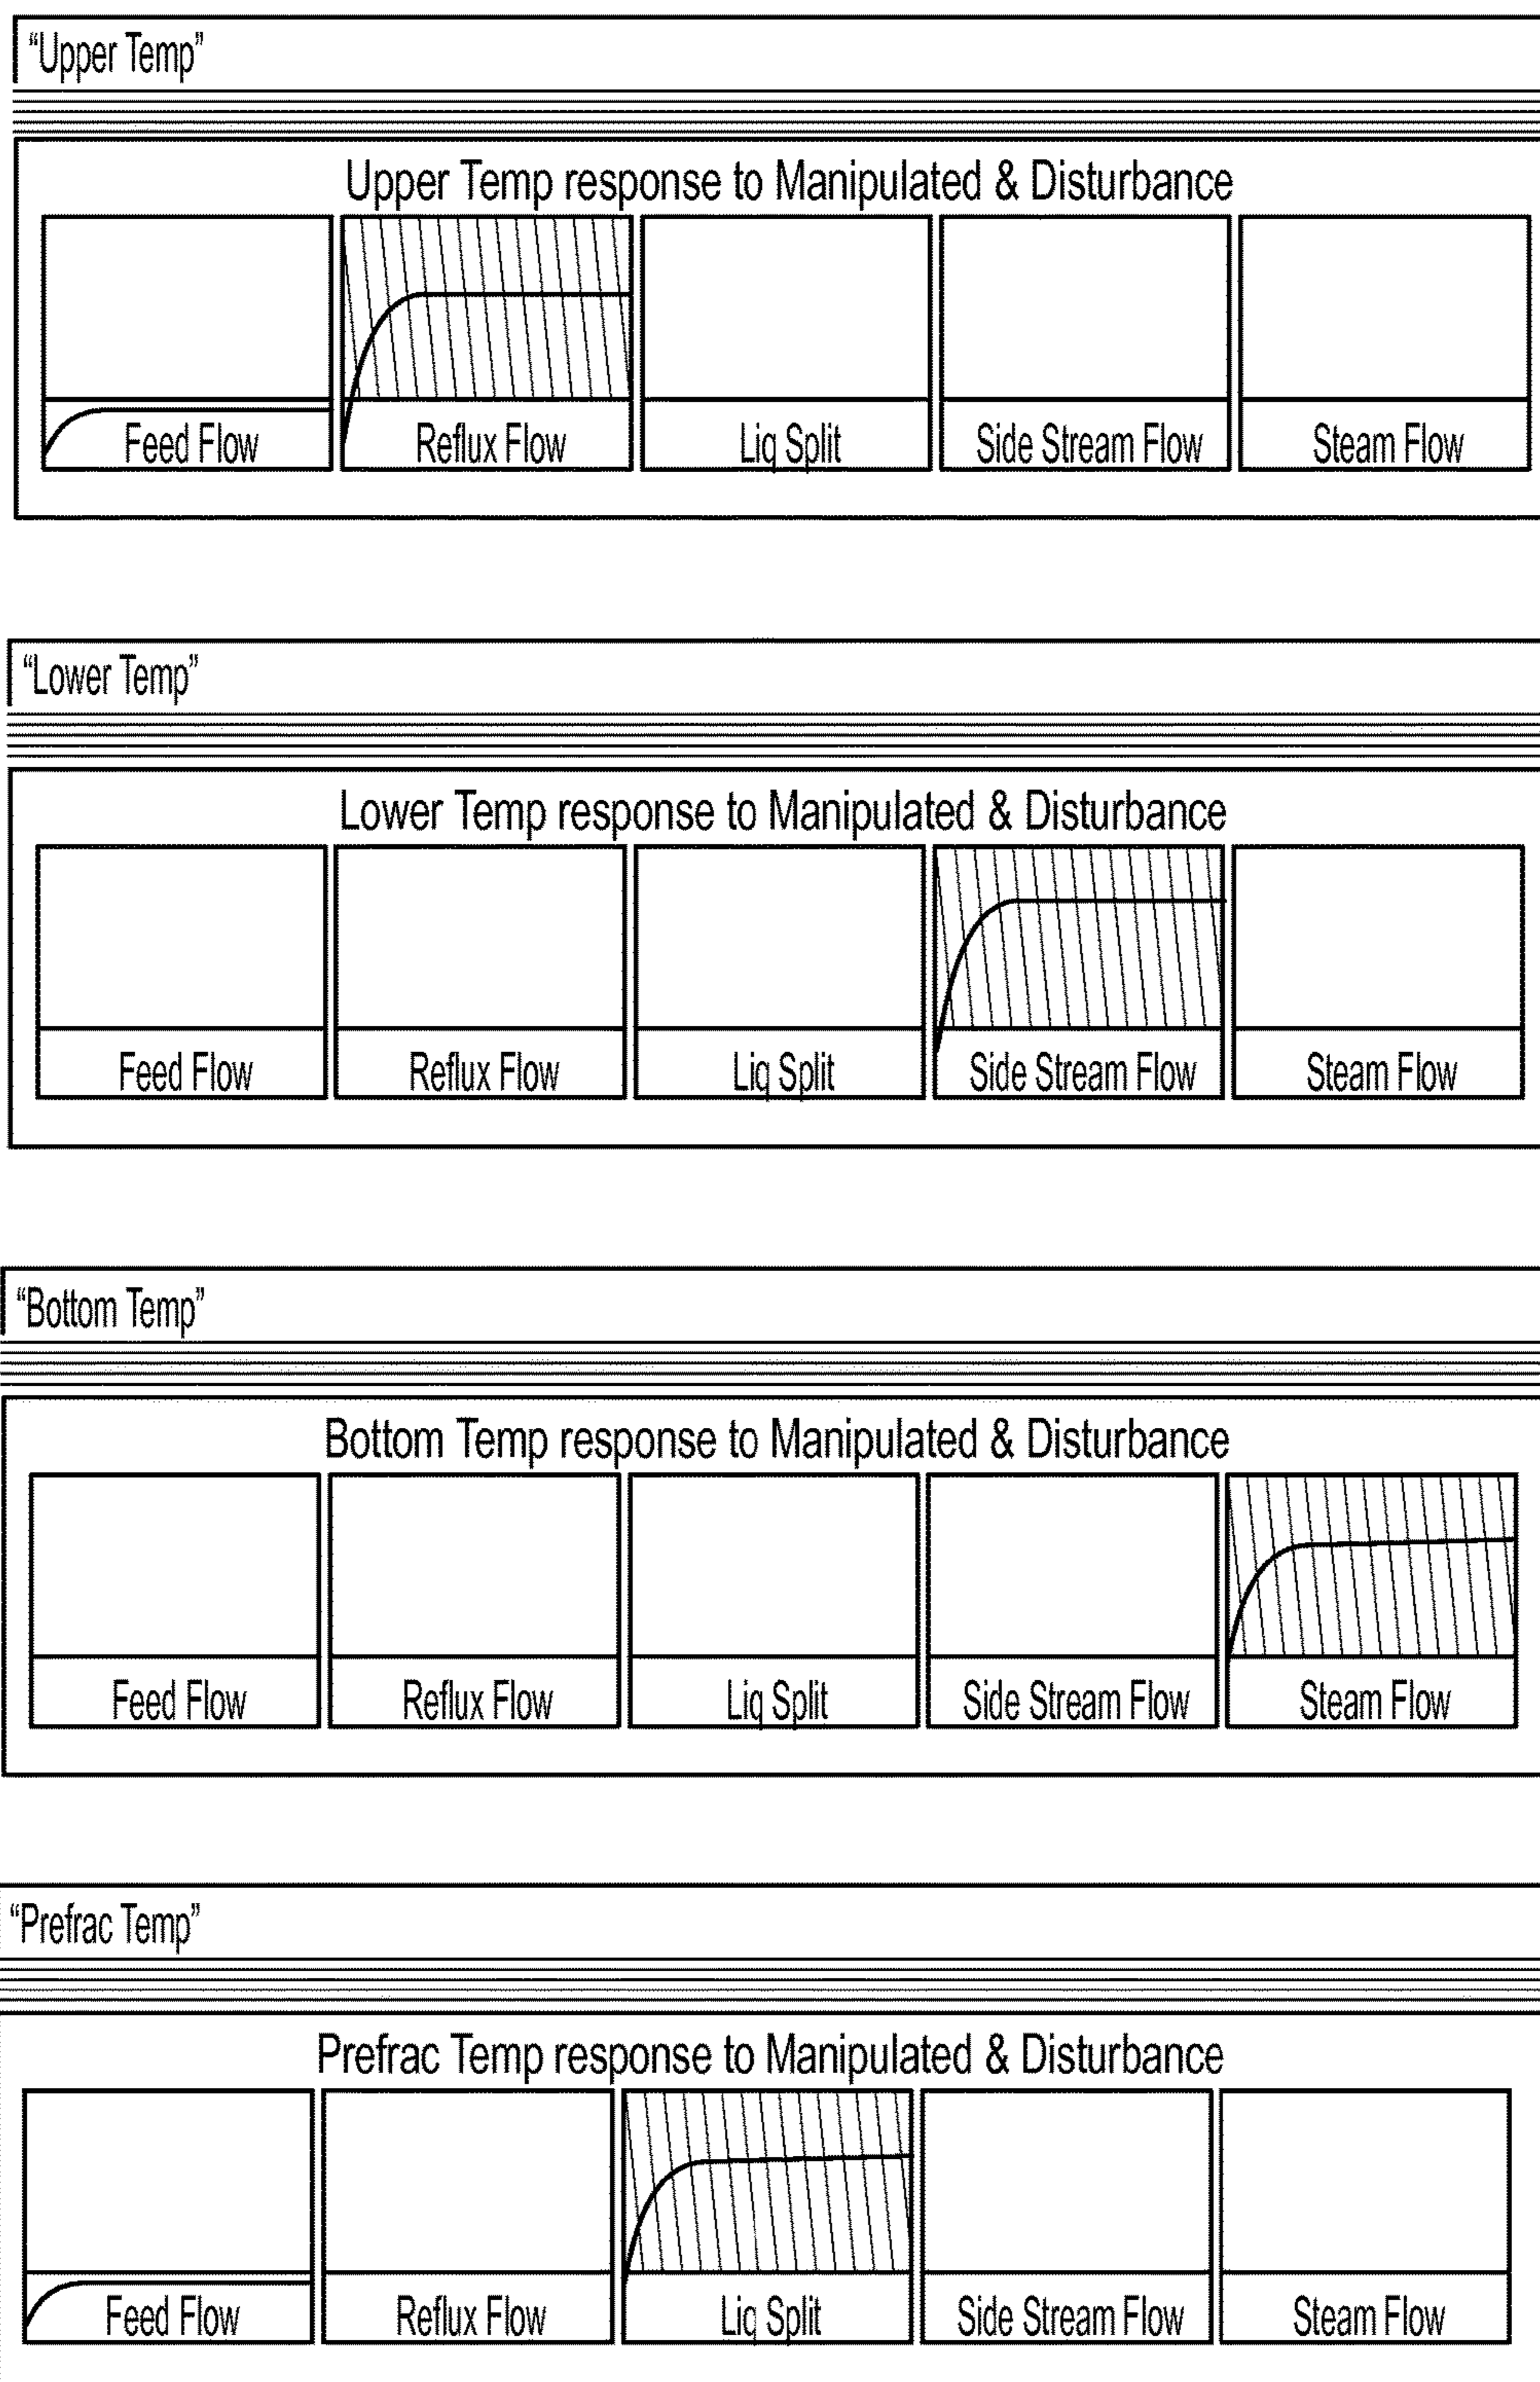 “Upper Temp”
Upper Temp response to Manipulated & Disturbance
Feed Flow Reflux Flow Liq Split Side Stream Flow Steam Flow
“Lower Temp”
Lower Temp response to Manipulated & Disturbance
Feed Flow Reflux Flow Liq Split Side Stream Flow Steam Flow
“Bottom Temp”
Bottom Temp response to Manipulated & Disturbance
Feed Flow Reflux Flow Liq Split Side Stream Flow Steam Flow
“Prefrac Temp”
Prefrac Temp response to Manipulated & Disturbance
Feed Flow Reflux Flow Liq Split Side Stream Flow Steam Flow